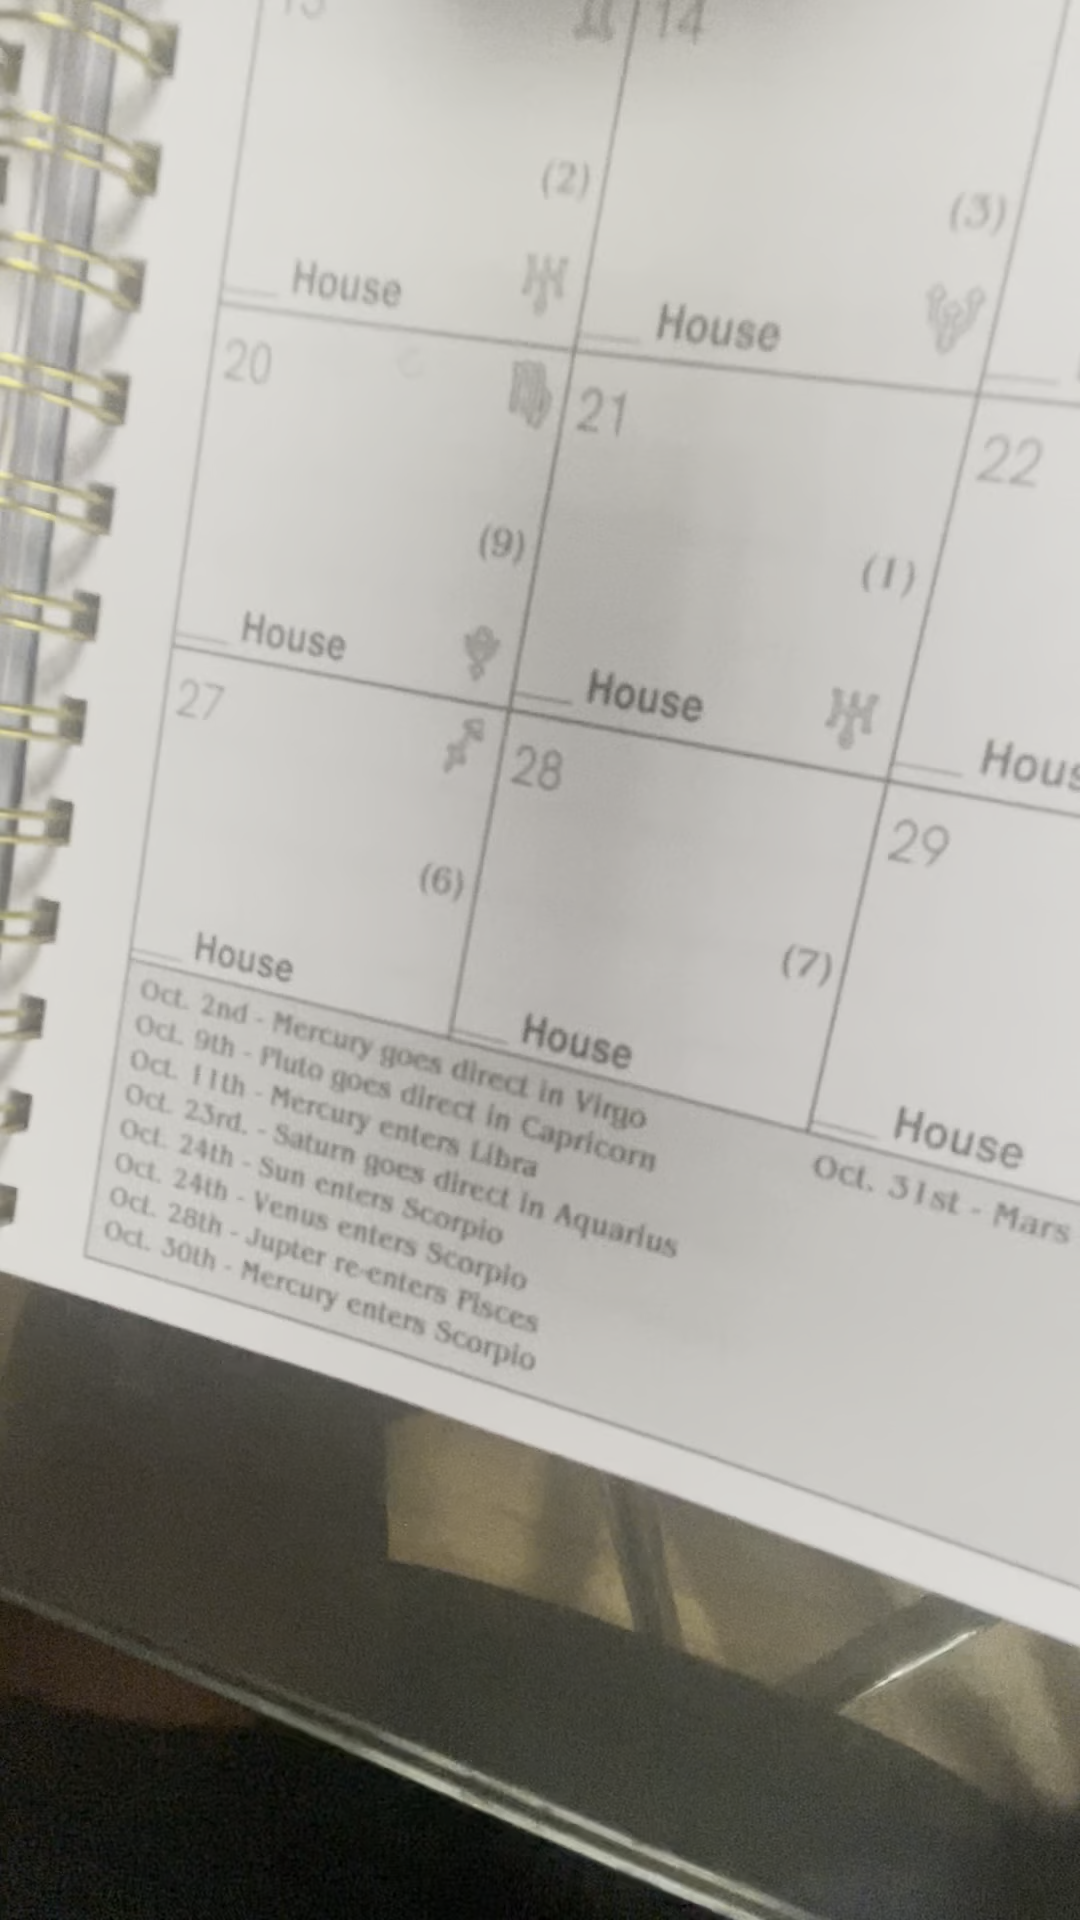 13
14
(2)
(3)
House
House
20
21
22
(9)
(1)
House
House
Hous
27
28
29
(6)
(7)
House
House
House
Oct. 2nd - Mercury goes direct in Virgo
Oct. 9th - Pluto goes direct in Capricorn
Oct. 11th - Mercury enters Libra
Oct. 23rd. - Saturn goes direct in Aquarius
Oct. 24th - Sun enters Scorpio
Oct. 24th - Venus enters Scorpio
Oct. 28th - Jupter re-enters Pisces
Oct. 30th - Mercury enters Scorpio
Oct. 31st - Mars